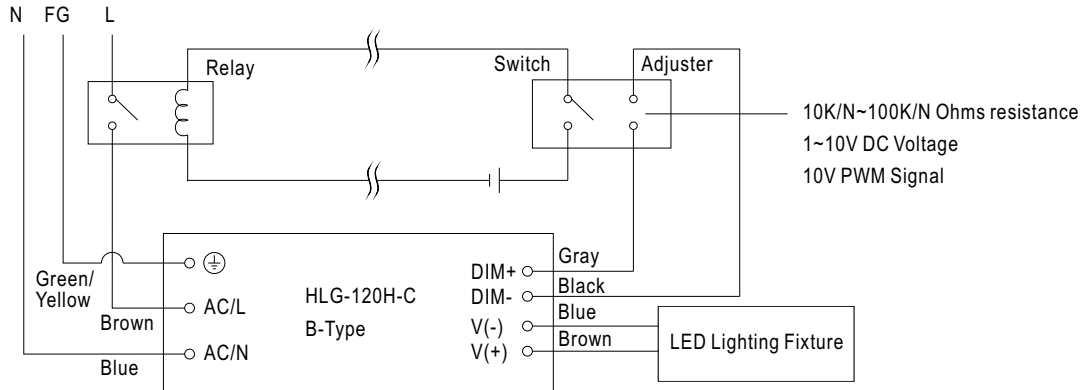 N FG L
Relay
Switch
Adjuster
10K/N~100K/N Ohms resistance
1~10V DC Voltage
10V PWM Signal
Green/
Yellow
Brown
Blue
AC/L
AC/N
HLG-120H-C
B-Type
DIM+
DIM-
V(-)
V(+)
Gray
Black
Blue
Brown
LED Lighting Fixture